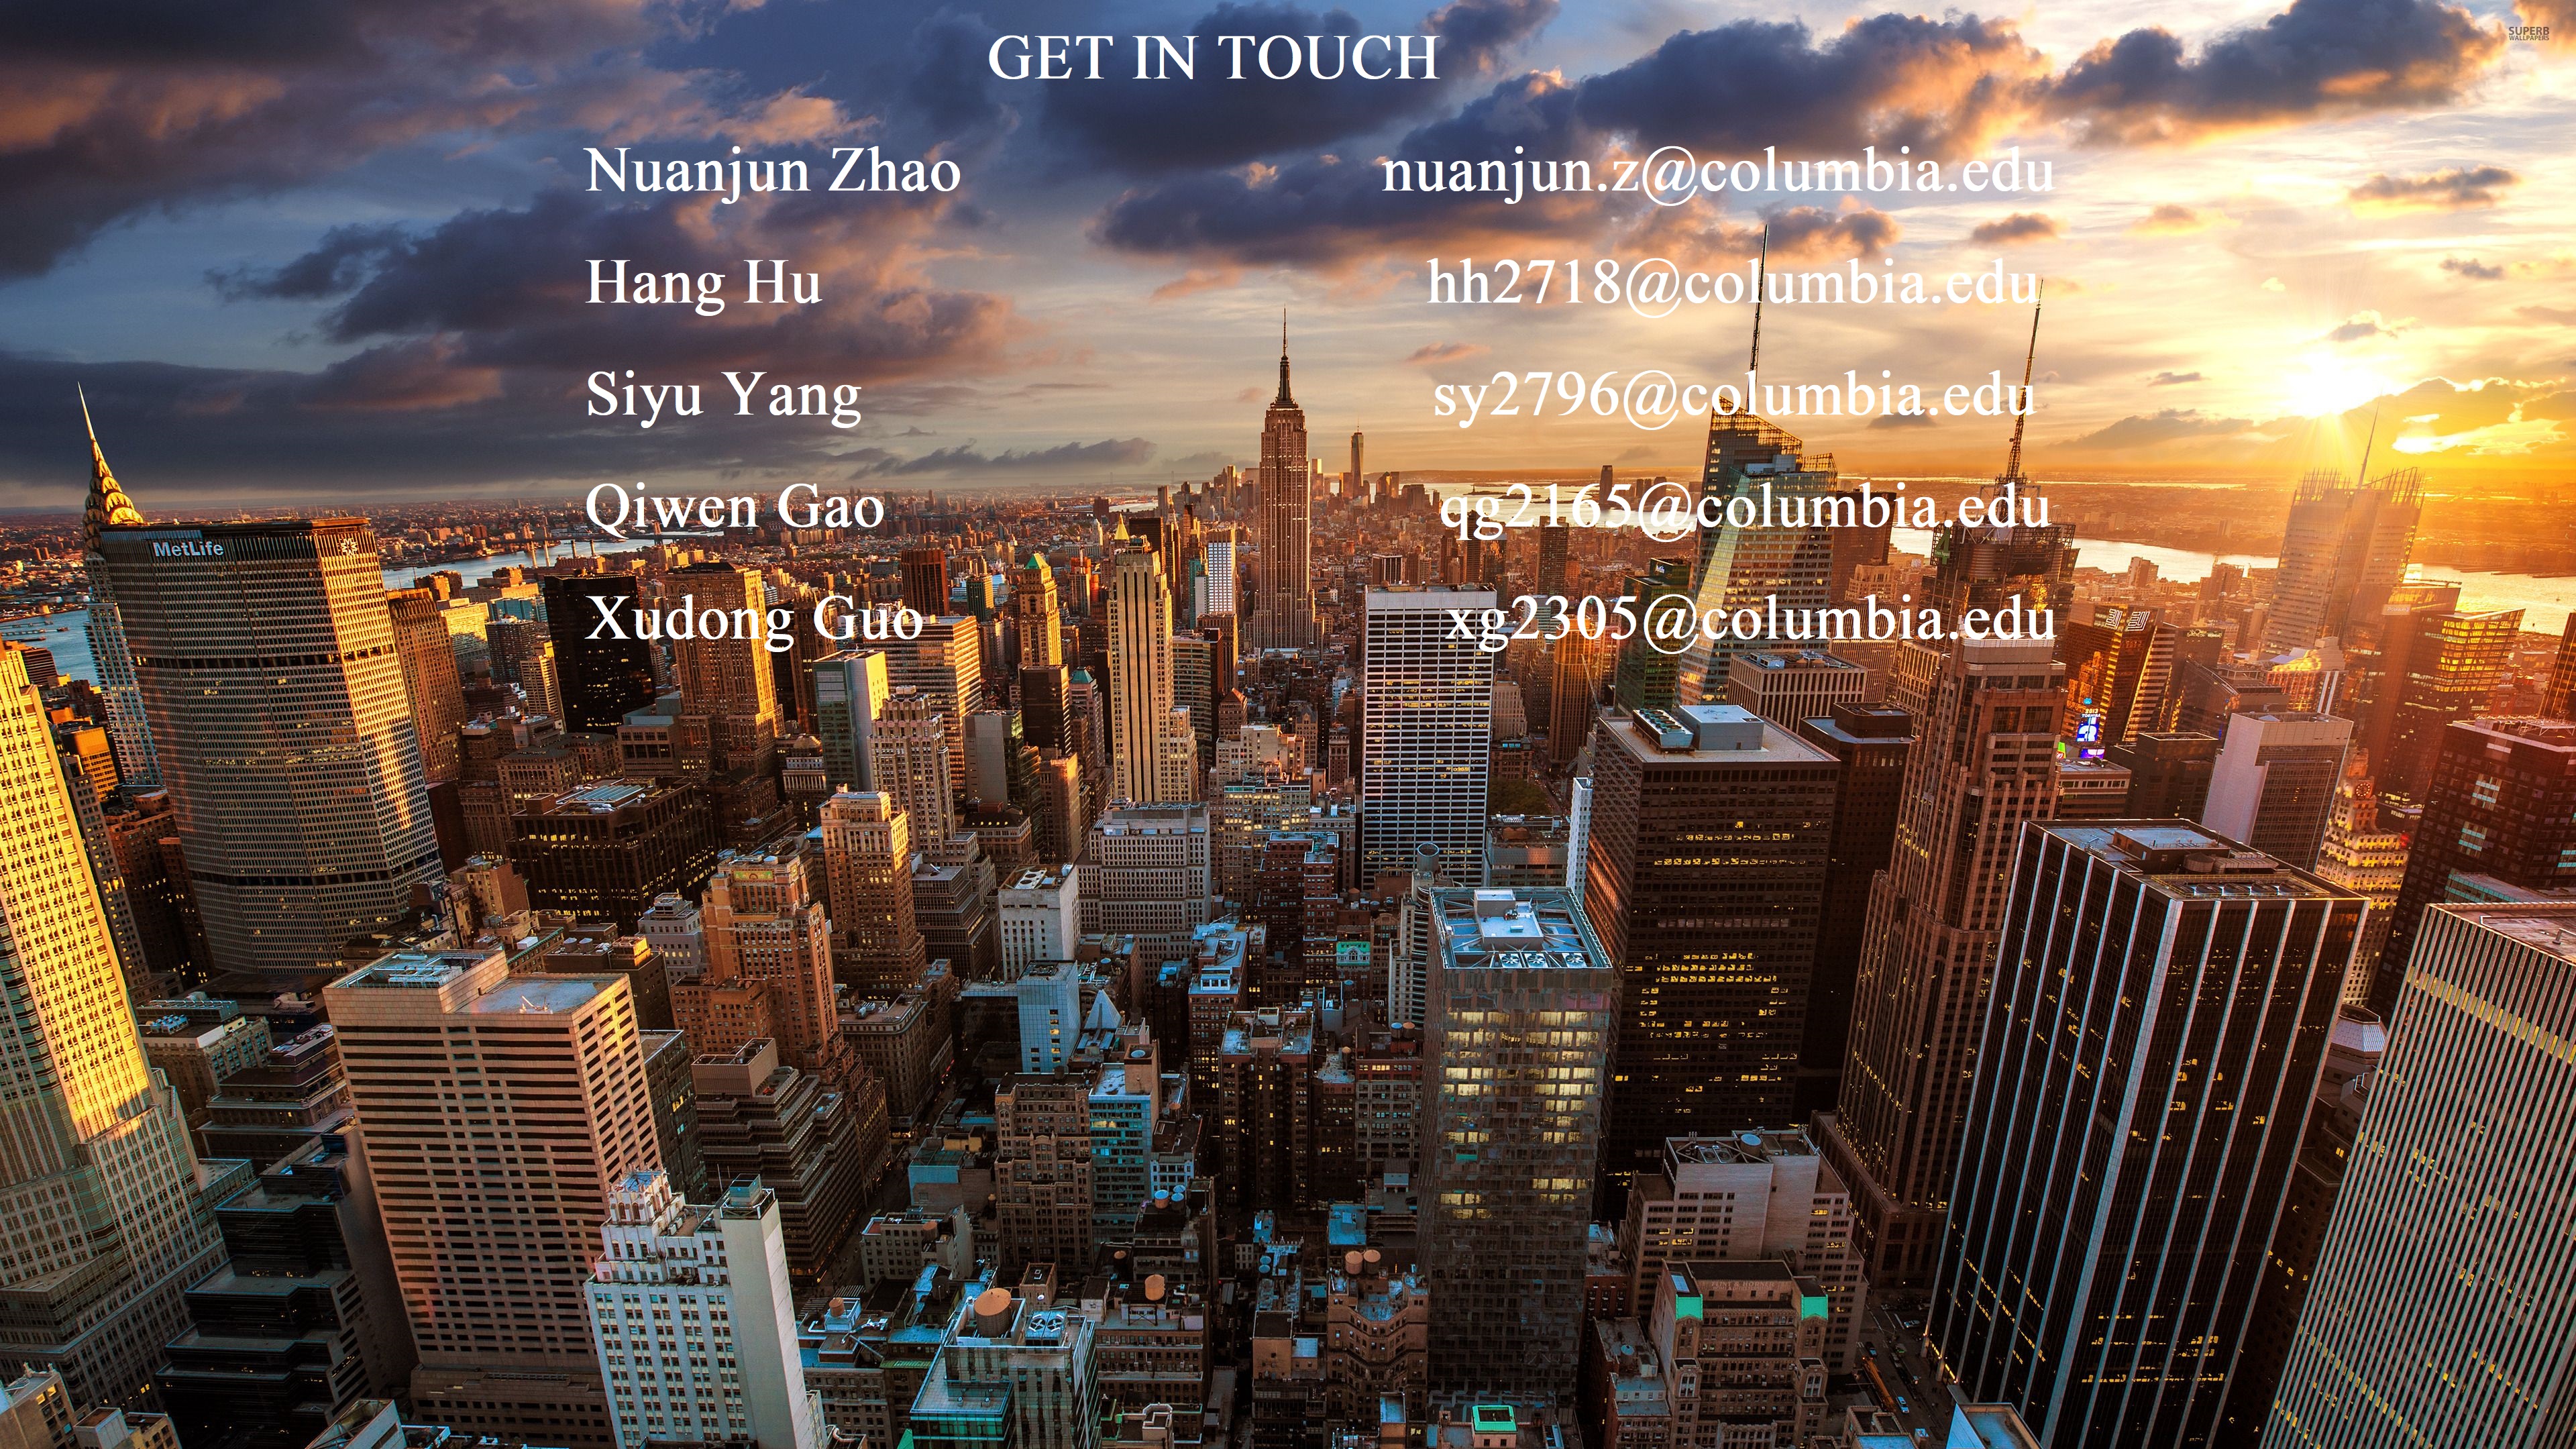 SUPERB
WALLPAPERS
GET IN TOUCH
Nuanjun Zhao nuanjun.z@columbia.edu
Hang Hu hh2718@columbia.edu
Siyu Yang sy2796@columbia.edu
Qiwen Gao qg2165@columbia.edu
Xudong Guo xg2305@columbia.edu
MetLife